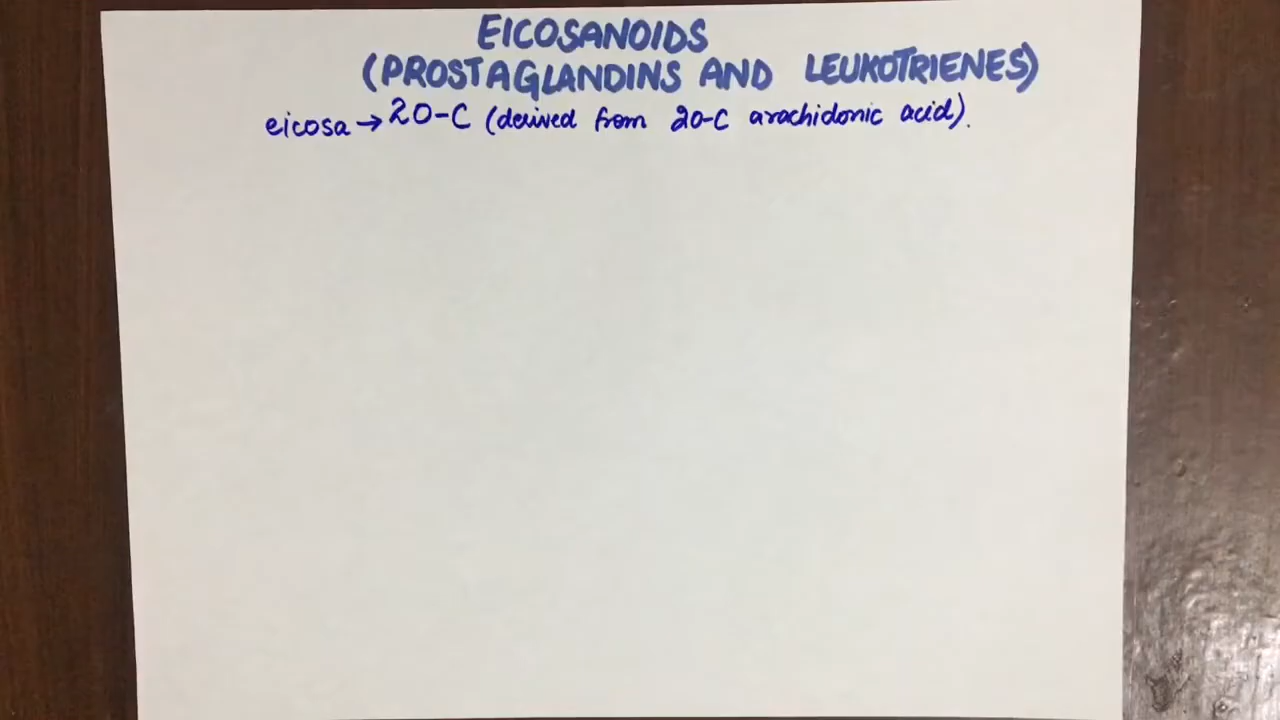 EICOSANOIDS
(PROSTAGLANDINS AND LEUKOTRIENES)
eicosa → 20-C (derived from 20-C arachidonic acid).